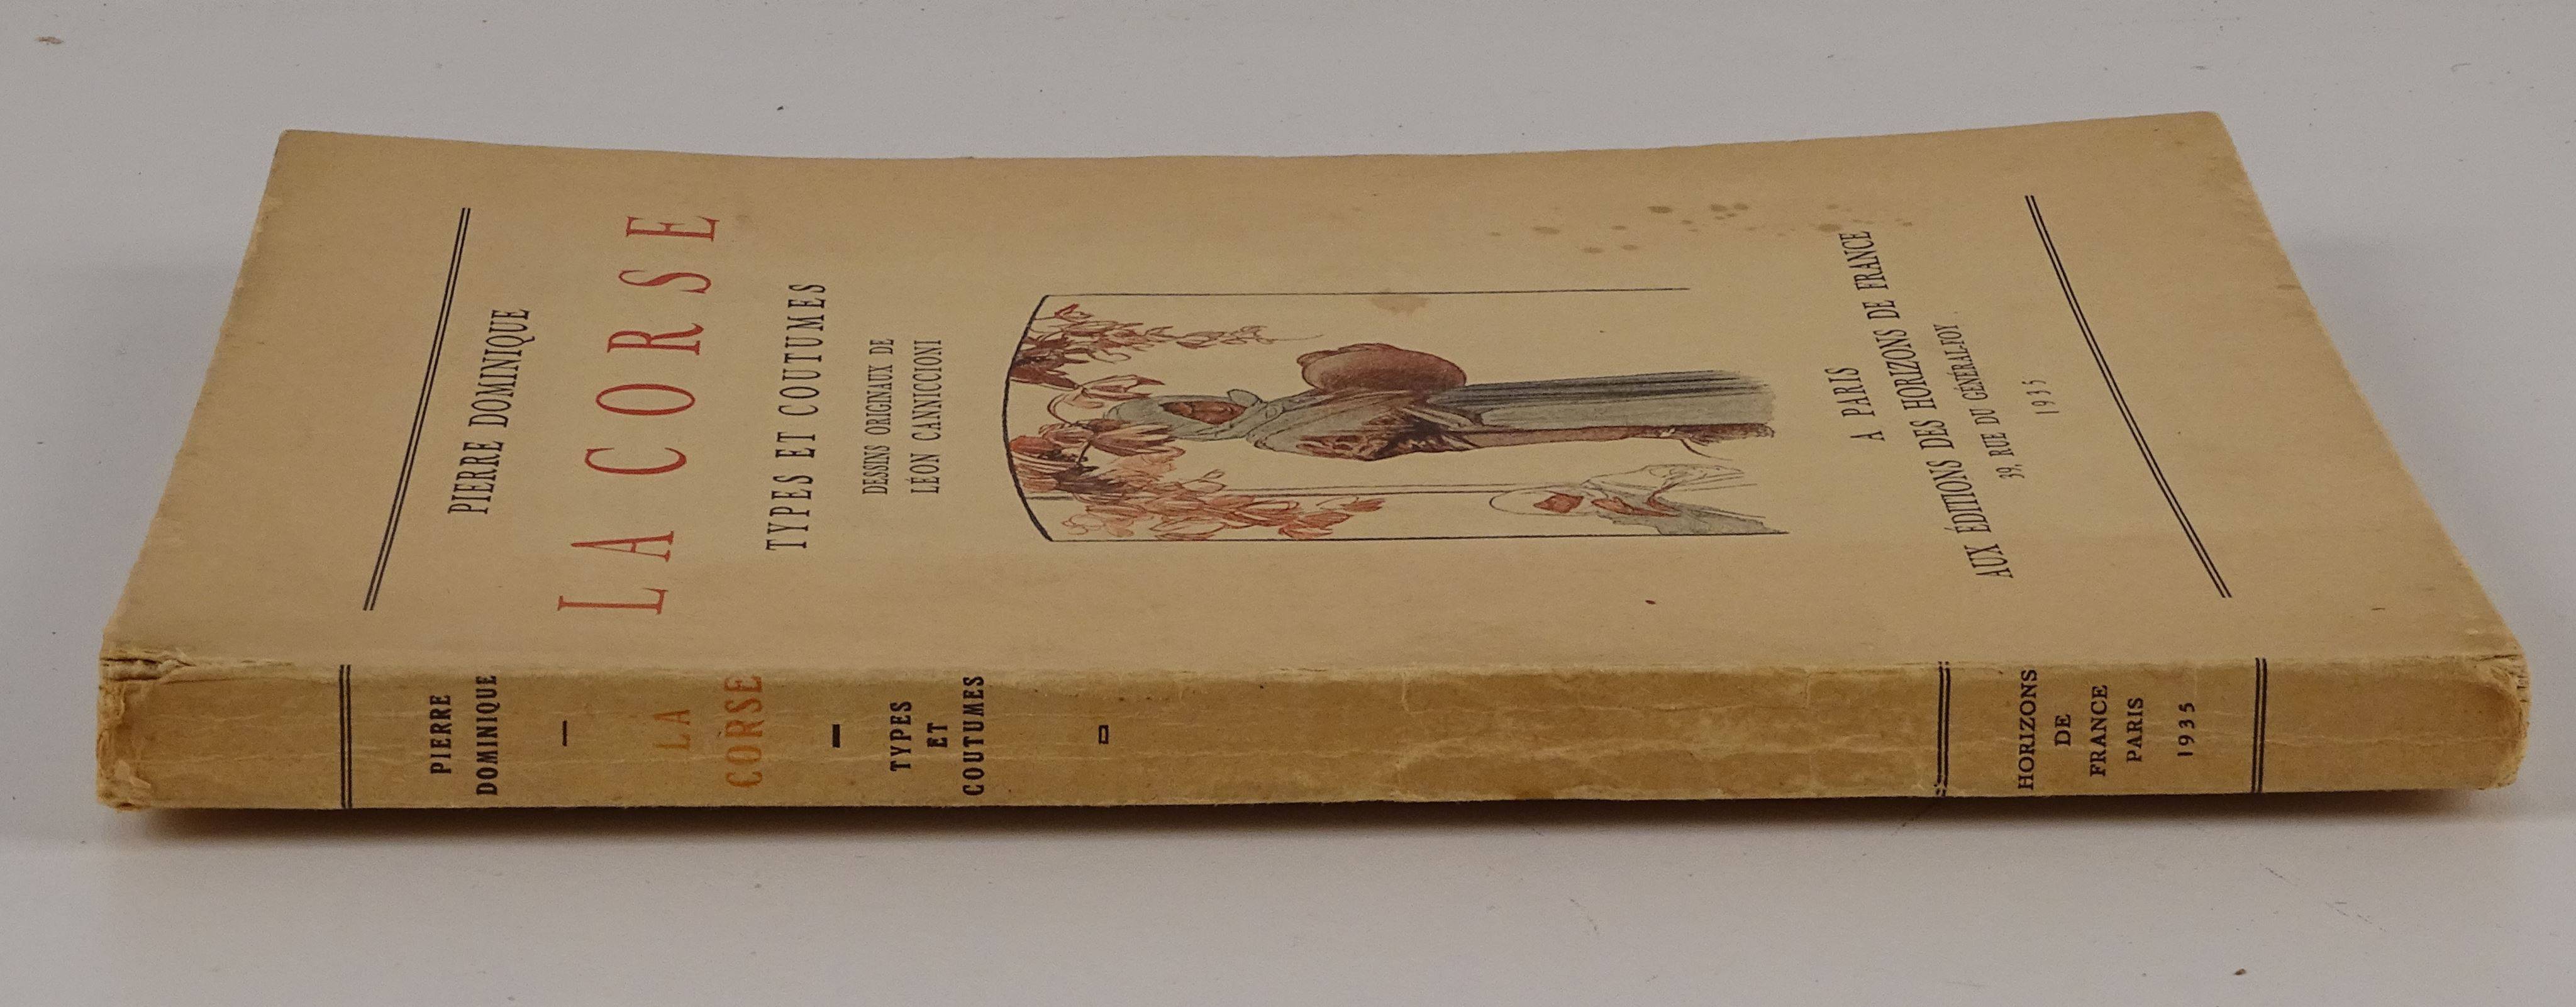 PIERRE DOMINIQUE
LA CORSE
TYPES ET COUTUMES
DESSINS ORIGINAUX DE
LÉON CANNICCIONI
A PARIS
AUX ÉDITIONS DES HORIZONS DE FRANCE
39, RUE DU GÉNÉRAL-FOY
1935
PIERRE
DOMINIQUE
LA
CORSE
TYPES
ET
COUTUMES
HORIZONS
DE
FRANCE
PARIS
1935